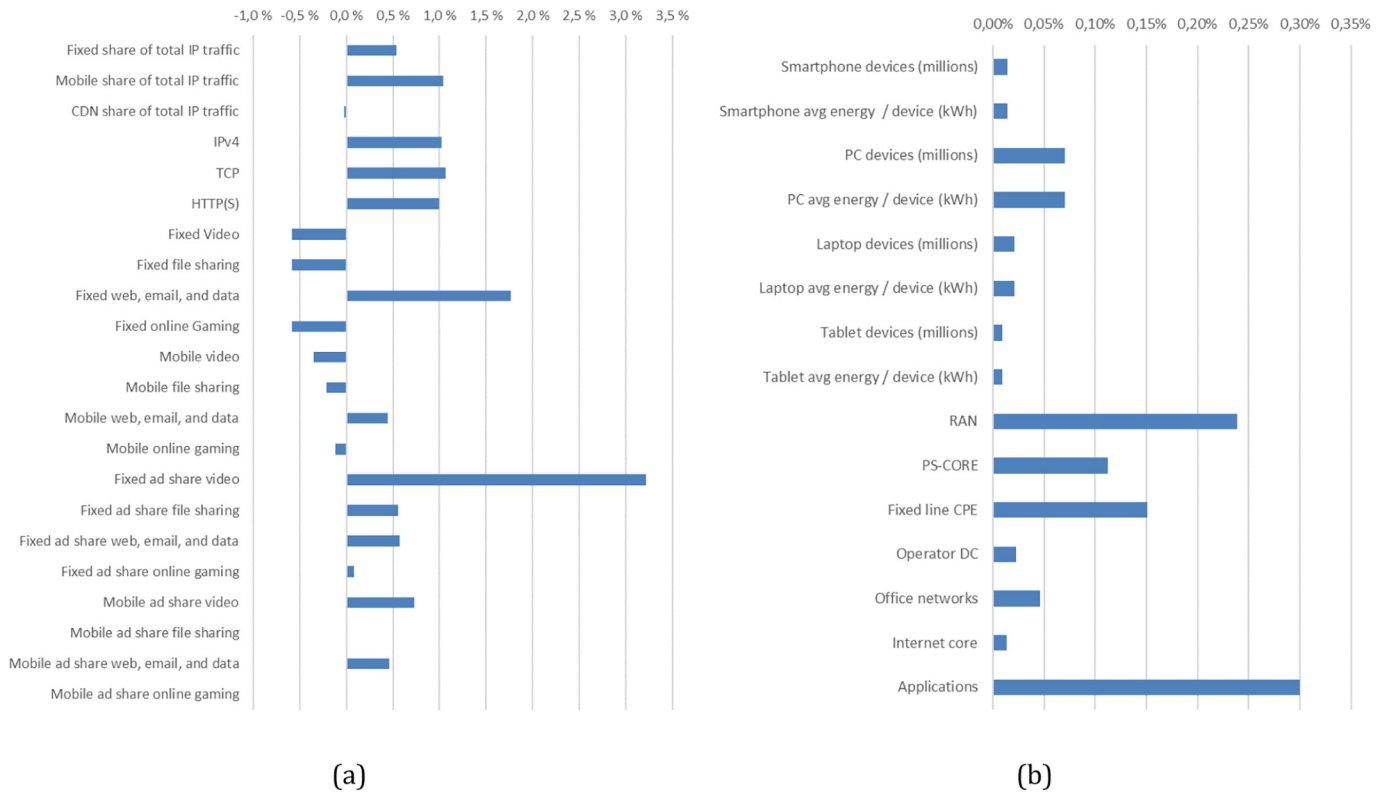 -1,0 % -0,5 % 0,0 % 0,5 % 1,0 % 1,5 % 2,0 % 2,5 % 3,0 % 3,5 %
Fixed share of total IP traffic
Mobile share of total IP traffic
CDN share of total IP traffic
IPv4
TCP
HTTP(S)
Fixed Video
Fixed file sharing
Fixed web, email, and data
Fixed online Gaming
Mobile video
Mobile file sharing
Mobile web, email, and data
Mobile online gaming
Fixed ad share video
Fixed ad share file sharing
Fixed ad share web, email, and data
Fixed ad share online gaming
Mobile ad share video
Mobile ad share file sharing
Mobile ad share web, email, and data
Mobile ad share online gaming
(a)
0,00% 0,05% 0,10% 0,15% 0,20% 0,25% 0,30% 0,35%
Smartphone devices (millions)
Smartphone avg energy / device (kWh)
PC devices (millions)
PC avg energy / device (kWh)
Laptop devices (millions)
Laptop avg energy / device (kWh)
Tablet devices (millions)
Tablet avg energy / device (kWh)
RAN
PS-CORE
Fixed line CPE
Operator DC
Office networks
Internet core
Applications
(b)